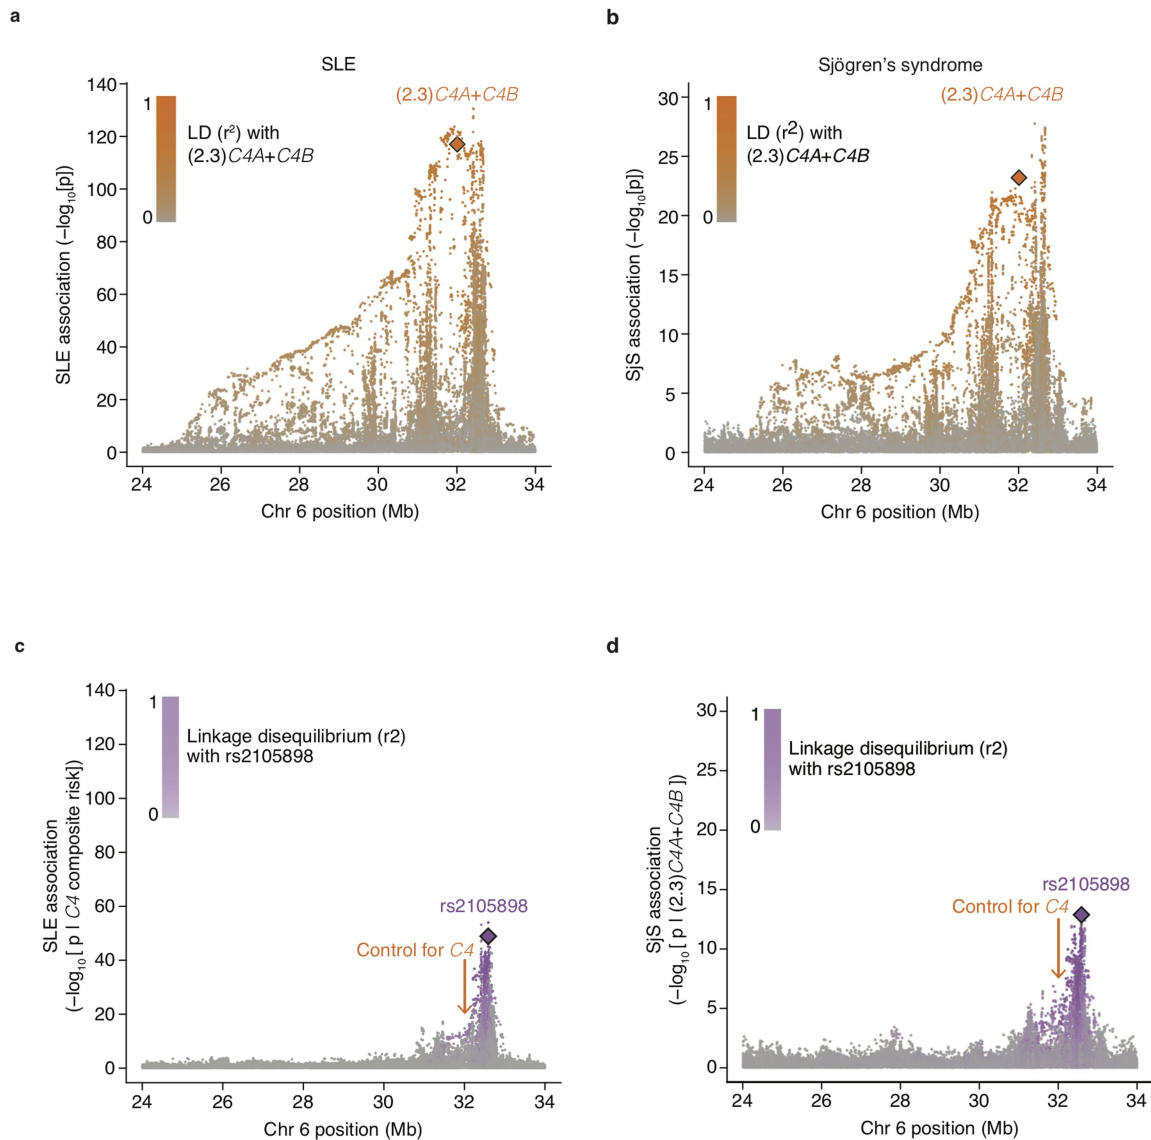 a
SLE
140
120
100
80
60
40
20
0
SLE association (−log10[p])
1
0
LD (r2) with
(2.3)C4A+C4B
(2.3)C4A+C4B
24 26 28 30 32 34
Chr 6 position (Mb)
b
Sjögren's syndrome
30
25
20
15
10
5
0
SjS association (−log10[p])
1
0
LD (r2) with
(2.3)C4A+C4B
(2.3)C4A+C4B
24 26 28 30 32 34
Chr 6 position (Mb)
c
140
120
100
80
60
40
20
0
SLE association
(−log10[ p | C4 composite risk])
1
0
Linkage disequilibrium (r2)
with rs2105898
rs2105898
Control for C4
24 26 28 30 32 34
Chr 6 position (Mb)
d
30
25
20
15
10
5
0
SjS association
(−log10[ p | (2.3)C4A+C4B ])
1
0
Linkage disequilibrium (r2)
with rs2105898
rs2105898
Control for C4
24 26 28 30 32 34
Chr 6 position (Mb)